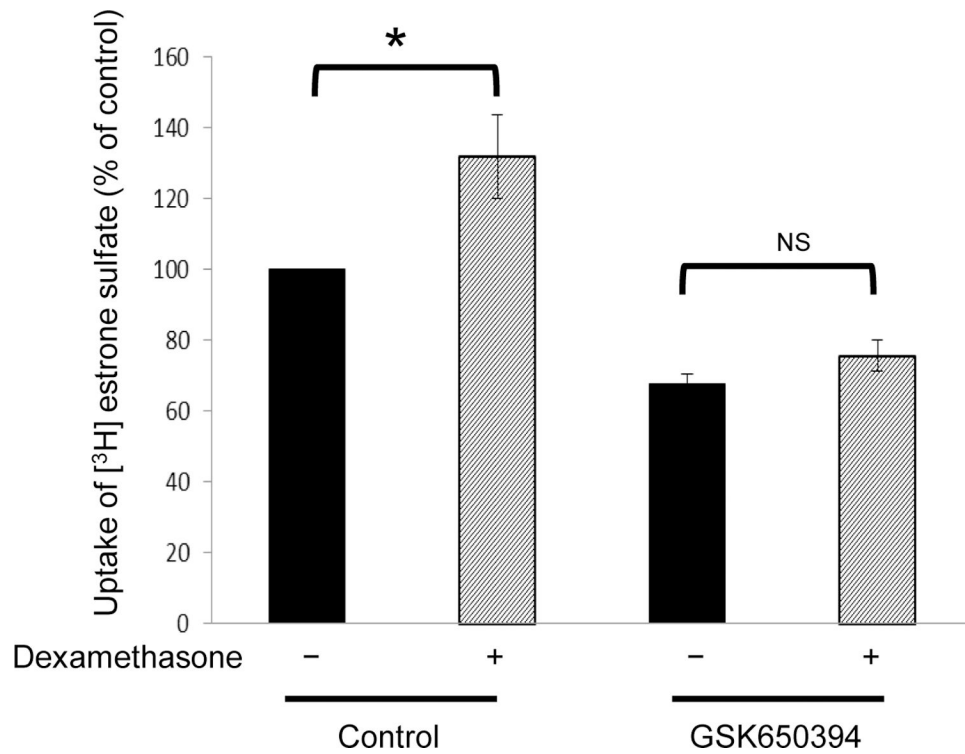 *
160
140
120
100
80
60
40
20
0
Uptake of [³H] estrone sulfate (% of control)
NS
Dexamethasone − + − +
Control GSK650394